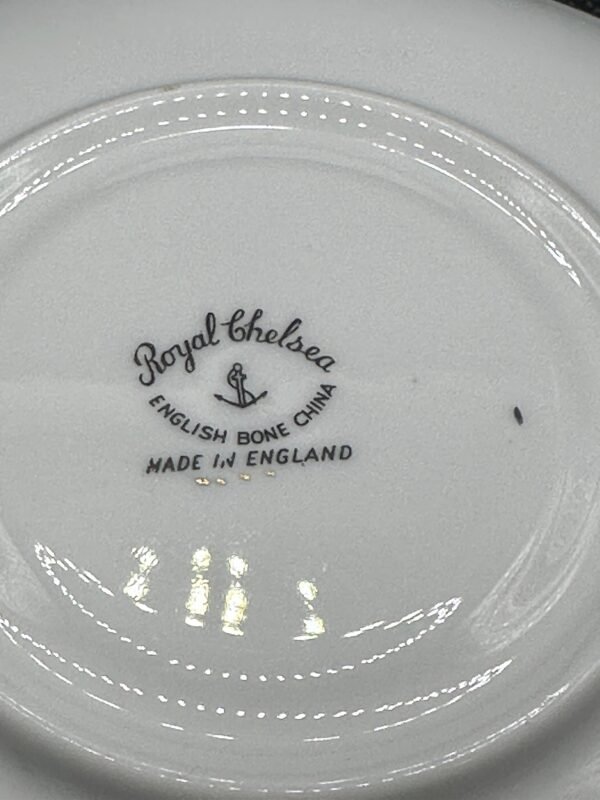 Royal Chelsea
ENGLISH BONE CHINA
MADE IN ENGLAND